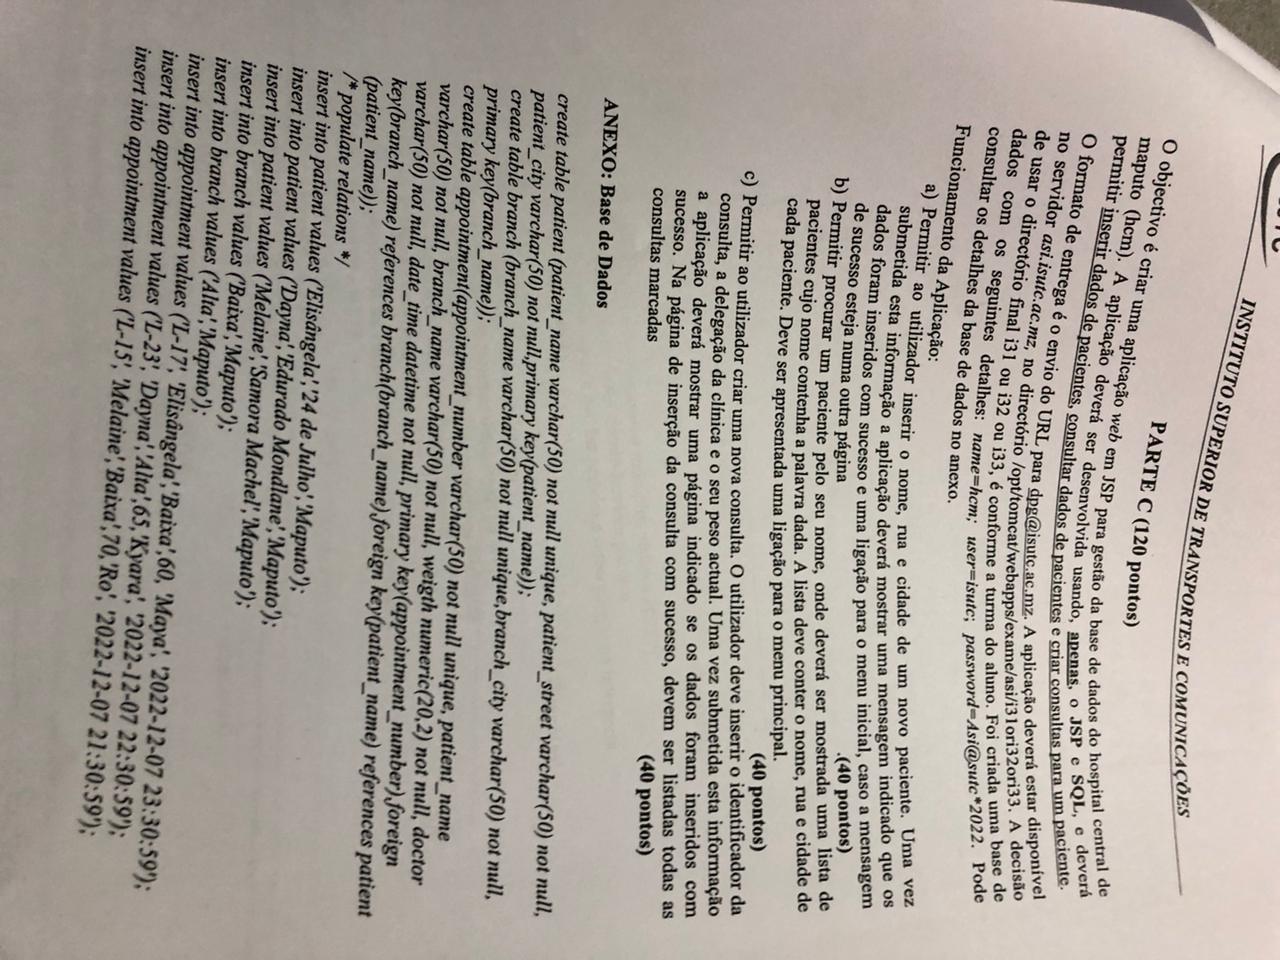 INSTITUTO SUPERIOR DE TRANSPORTES E COMUNICAÇÕES
PARTE C (120 pontos)
O objectivo é criar uma aplicação web em JSP para gestão da base de dados do hospital central de
maputo (hcm). A aplicação deverá ser desenvolvida usando, apenas, o JSP e SQL, e deverá
permitir inserir dados de pacientes, consultar dados de pacientes e criar consultas para um paciente.
O formato de entrega é o envio do URL para dpg@isutc.ac.mz. A aplicação deverá estar disponível
no servidor asi.isutc.ac.mz, no directório /opt/tomcat/webapps/exame/asi/i31ori32ori33. A decisão
de usar o directório final i31 ou i32 ou i33, é conforme a turma do aluno. Foi criada uma base de
dados com os seguintes detalhes: name=hcm; user=isutc; password=Asi@sutc*2022. Pode
consultar os detalhes da base de dados no anexo.
Funcionamento da Aplicação:
a) Permitir ao utilizador inserir o nome, rua e cidade de um novo paciente. Uma vez
submetida esta informação a aplicação deverá mostrar uma mensagem indicado que os
dados foram inseridos com sucesso e uma ligação para o menu inicial, caso a mensagem
de sucesso esteja numa outra página .(40 pontos)
b) Permitir procurar um paciente pelo seu nome, onde deverá ser mostrada uma lista de
pacientes cujo nome contenha a palavra dada. A lista deve conter o nome, rua e cidade de
cada paciente. Deve ser apresentada uma ligação para o menu principal.
(40 pontos)
c) Permitir ao utilizador criar uma nova consulta. O utilizador deve inserir o identificador da
consulta, a delegação da clínica e o seu peso actual. Uma vez submetida esta informação
a aplicação deverá mostrar uma página indicado se os dados foram inseridos com
sucesso. Na página de inserção da consulta com sucesso, devem ser listadas todas as
consultas marcadas (40 pontos)
ANEXO: Base de Dados
create table patient (patient_name varchar(50) not null unique, patient_street varchar(50) not null,
patient_city varchar(50) not null,primary key(patient_name));
create table branch (branch_name varchar(50) not null unique,branch_city varchar(50) not null,
primary key(branch_name));
create table appointment(appointment_number varchar(50) not null unique, patient_name
varchar(50) not null, branch_name varchar(50) not null, weigth numeric(20,2) not null, doctor
varchar(50) not null, date_time datetime not null, primary key(appointment_number),foreign
key(branch_name) references branch(branch_name),foreign key(patient_name) references patient
(patient_name));
/* populate relations */
insert into patient values ('Elisângela','24 de Julho','Maputo');
insert into patient values ('Dayna','Edurado Mondlane','Maputo');
insert into patient values ('Melaine','Samora Machel','Maputo');
insert into branch values ('Baixa','Maputo');
insert into branch values ('Alta','Maputo');
insert into appointment values ('L-17', 'Elisângela','Baixa',60, 'Maya', '2022-12-07 23:30:59');
insert into appointment values ('L-23', 'Dayna','Alta',65,'Kyara', '2022-12-07 22:30:59');
insert into appointment values ('L-15', 'Melaine','Baixa',70,'Ro', '2022-12-07 21:30:59');